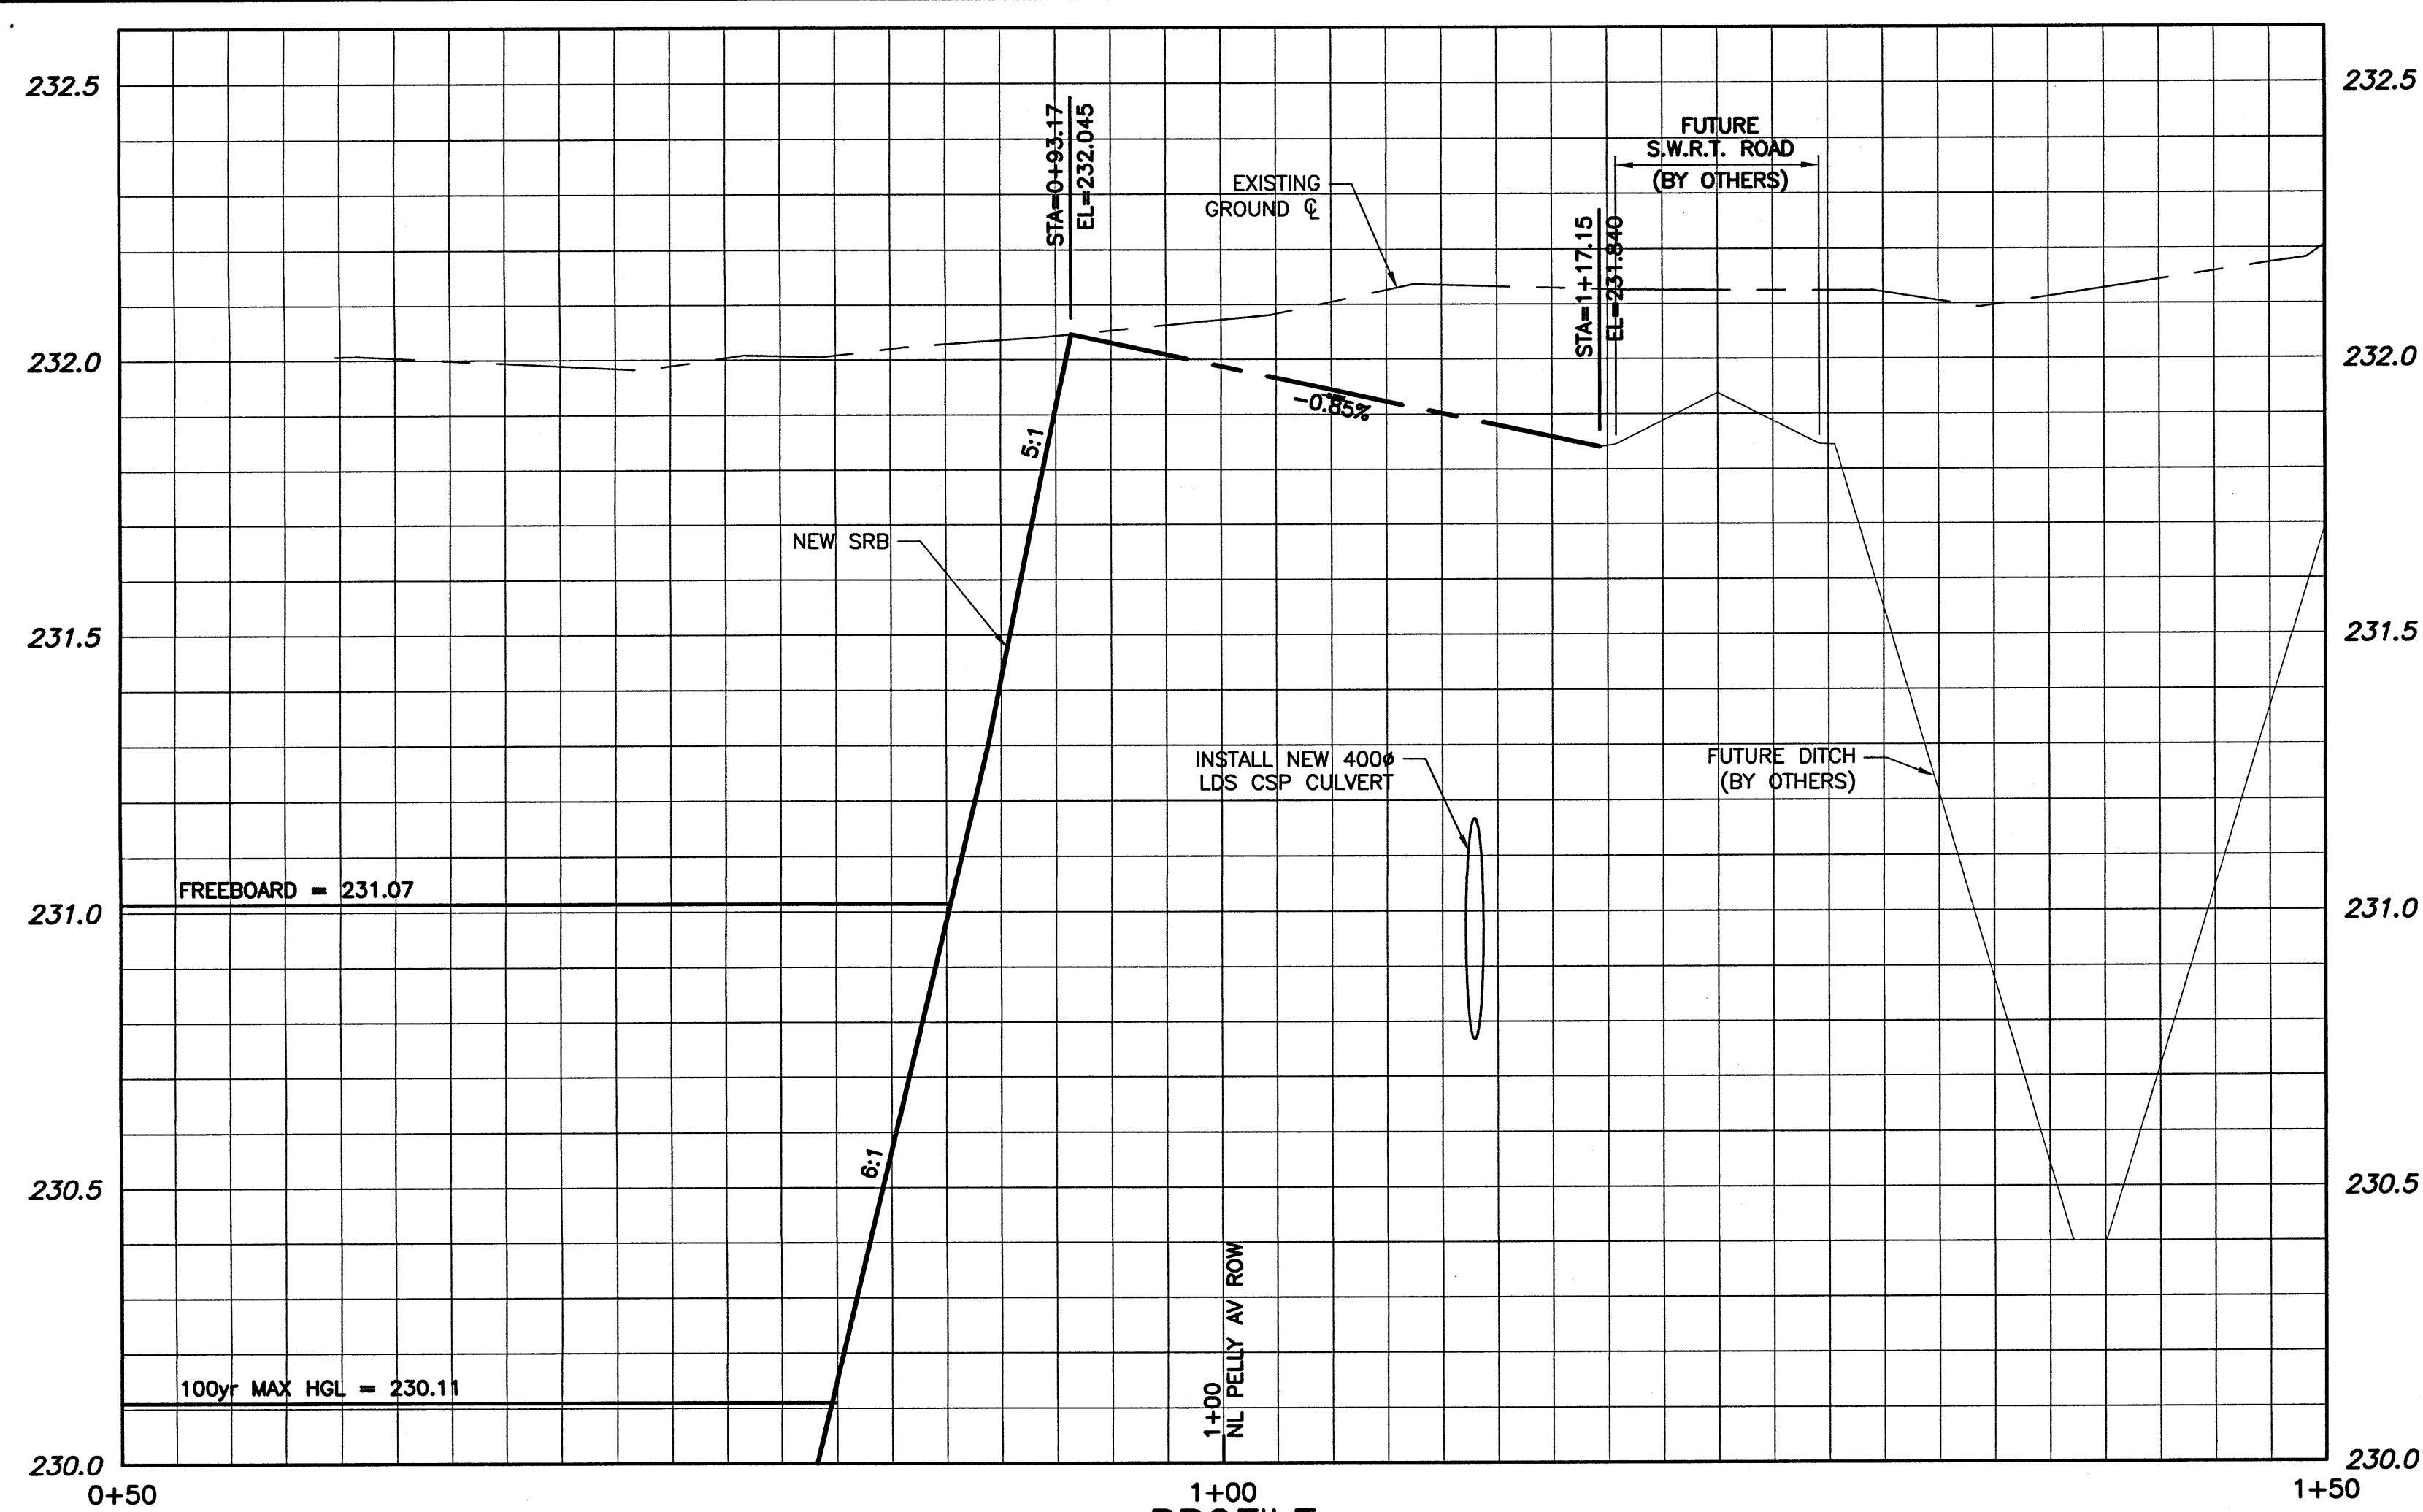 232.5
232.5
STA=0+93.17
EL=232.045
FUTURE
S.W.R.T. ROAD
(BY OTHERS)
EXISTING
GROUND ℄
STA=1+17.15
EL=231.840
232.0
232.0
-0.85%
5:1
NEW SRB
231.5
231.5
INSTALL NEW 400ø
LDS CSP CULVERT
FUTURE DITCH
(BY OTHERS)
FREEBOARD = 231.07
231.0
231.0
6:1
230.5
230.5
1+00
NL PELLY AV ROW
100yr MAX HGL = 230.11
230.0
230.0
0+50
1+00
1+50
PROFILE